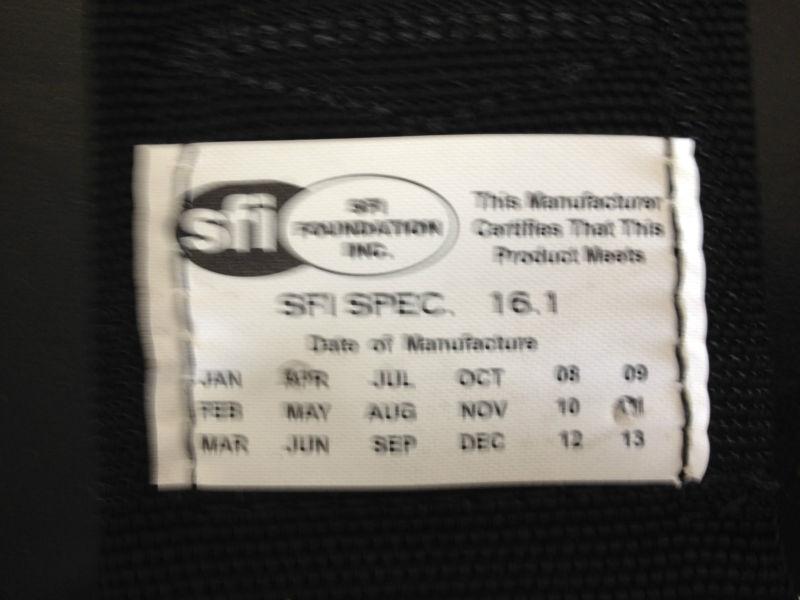 sfi
SFI
FOUNDATION
INC.
This Manufacturer
Certifies That This
Product Meets
SFI SPEC. 16.1
Date of Manufacture
JAN APR JUL OCT 08 09
FEB MAY AUG NOV 10 11
MAR JUN SEP DEC 12 13